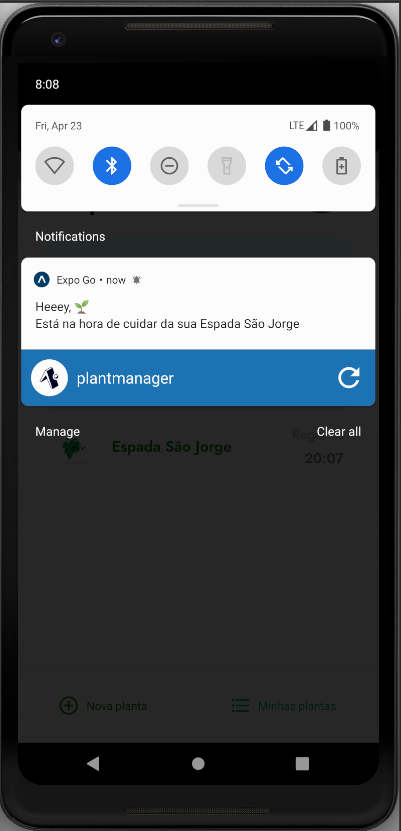 8:08
Fri, Apr 23
LTE 100%
Notifications
Expo Go • now
Heeey, 🌱
Está na hora de cuidar da sua Espada São Jorge
plantmanager
Manage
Clear all
Espada São Jorge
20:07
Nova planta
Minhas plantas